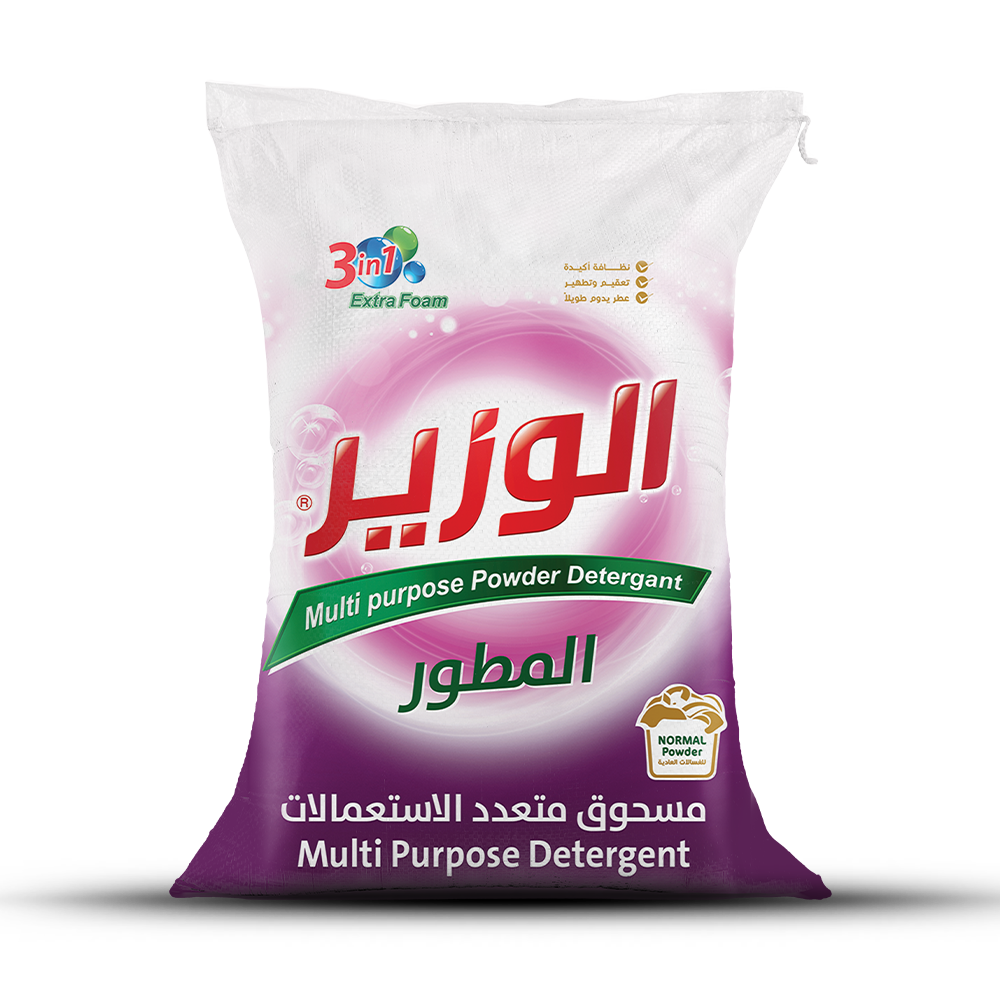 3in1
Extra Foam
نظافة أكيدة
تعقيم وتطهير
عطر يدوم طويلاً
الوزير
®
Multi purpose Powder Detergant
المطور
NORMAL
Powder
للغسالات العادية
مسحوق متعدد الاستعمالات
Multi Purpose Detergent